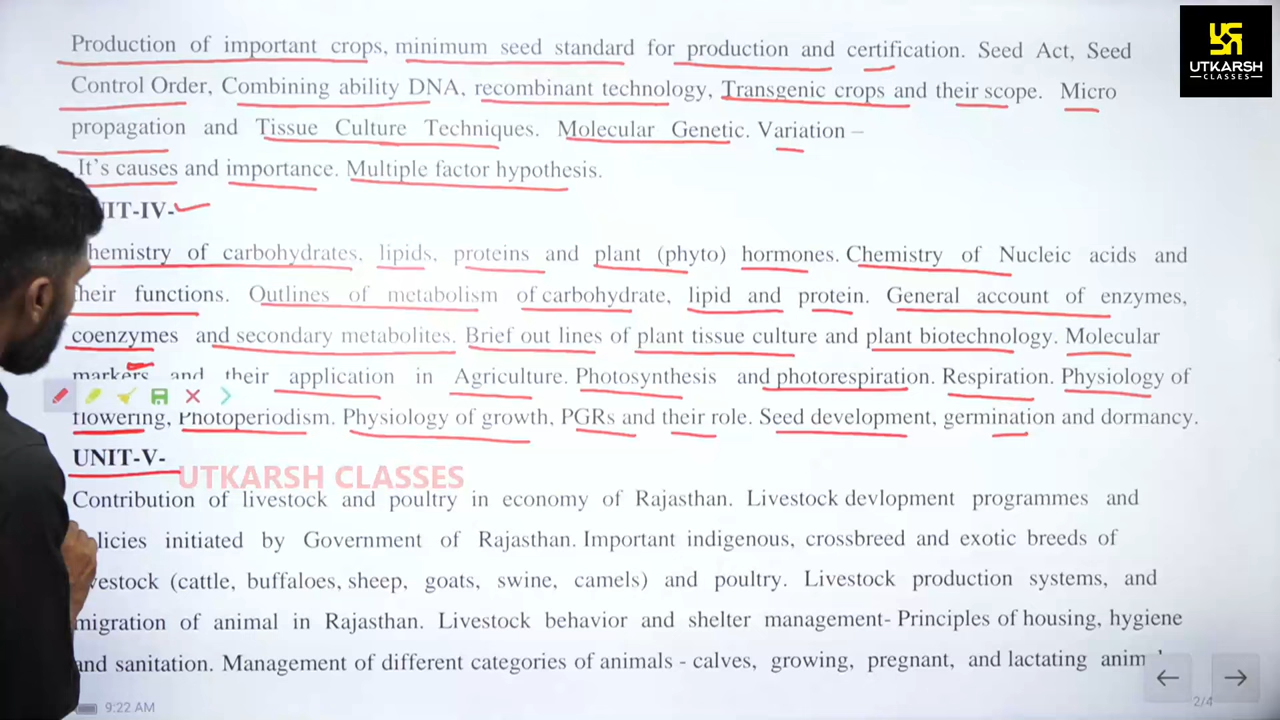 Production of important crops, minimum seed standard for production and certification. Seed Act, Seed
Control Order, Combining ability DNA, recombinant technology, Transgenic crops and their scope. Micro
propagation and Tissue Culture Techniques. Molecular Genetic. Variation –
It's causes and importance. Multiple factor hypothesis.
NIT-IV-
hemistry of carbohydrates, lipids, proteins and plant (phyto) hormones. Chemistry of Nucleic acids and
their functions. Outlines of metabolism of carbohydrate, lipid and protein. General account of enzymes,
coenzymes and secondary metabolites. Brief out lines of plant tissue culture and plant biotechnology. Molecular
markers and their application in Agriculture. Photosynthesis and photorespiration. Respiration. Physiology of
flowering, Photoperiodism. Physiology of growth, PGRs and their role. Seed development, germination and dormancy.
UNIT-V-
UTKARSH CLASSES
Contribution of livestock and poultry in economy of Rajasthan. Livestock devlopment programmes and
licies initiated by Government of Rajasthan. Important indigenous, crossbreed and exotic breeds of
vestock (cattle, buffaloes, sheep, goats, swine, camels) and poultry. Livestock production systems, and
migration of animal in Rajasthan. Livestock behavior and shelter management- Principles of housing, hygiene
and sanitation. Management of different categories of animals - calves, growing, pregnant, and lactating anim
UTKARSH
CLASSES
9:22 AM
2/4